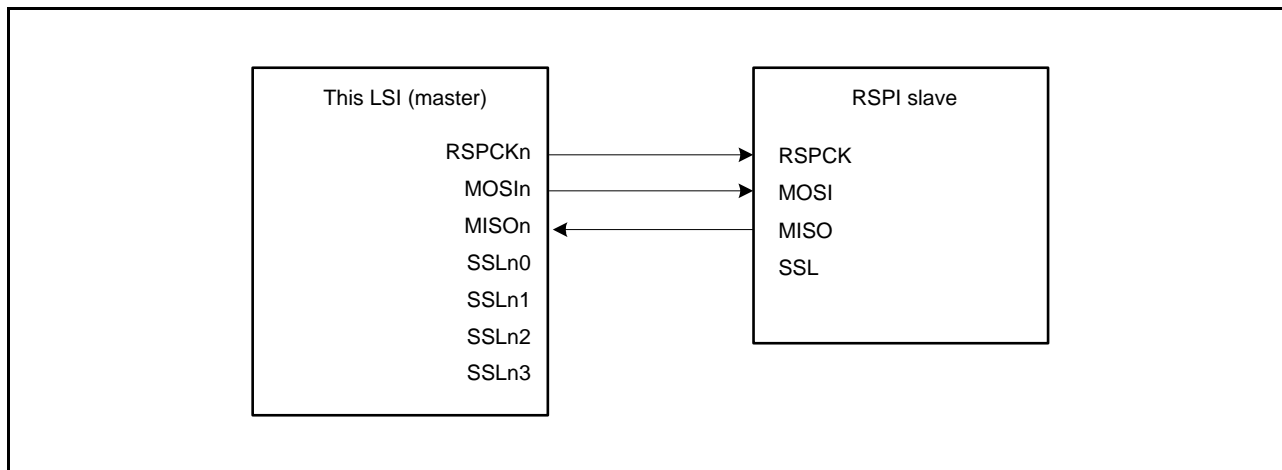 This LSI (master)
RSPCKn
MOSIn
MISOn
SSLn0
SSLn1
SSLn2
SSLn3
RSPI slave
RSPCK
MOSI
MISO
SSL